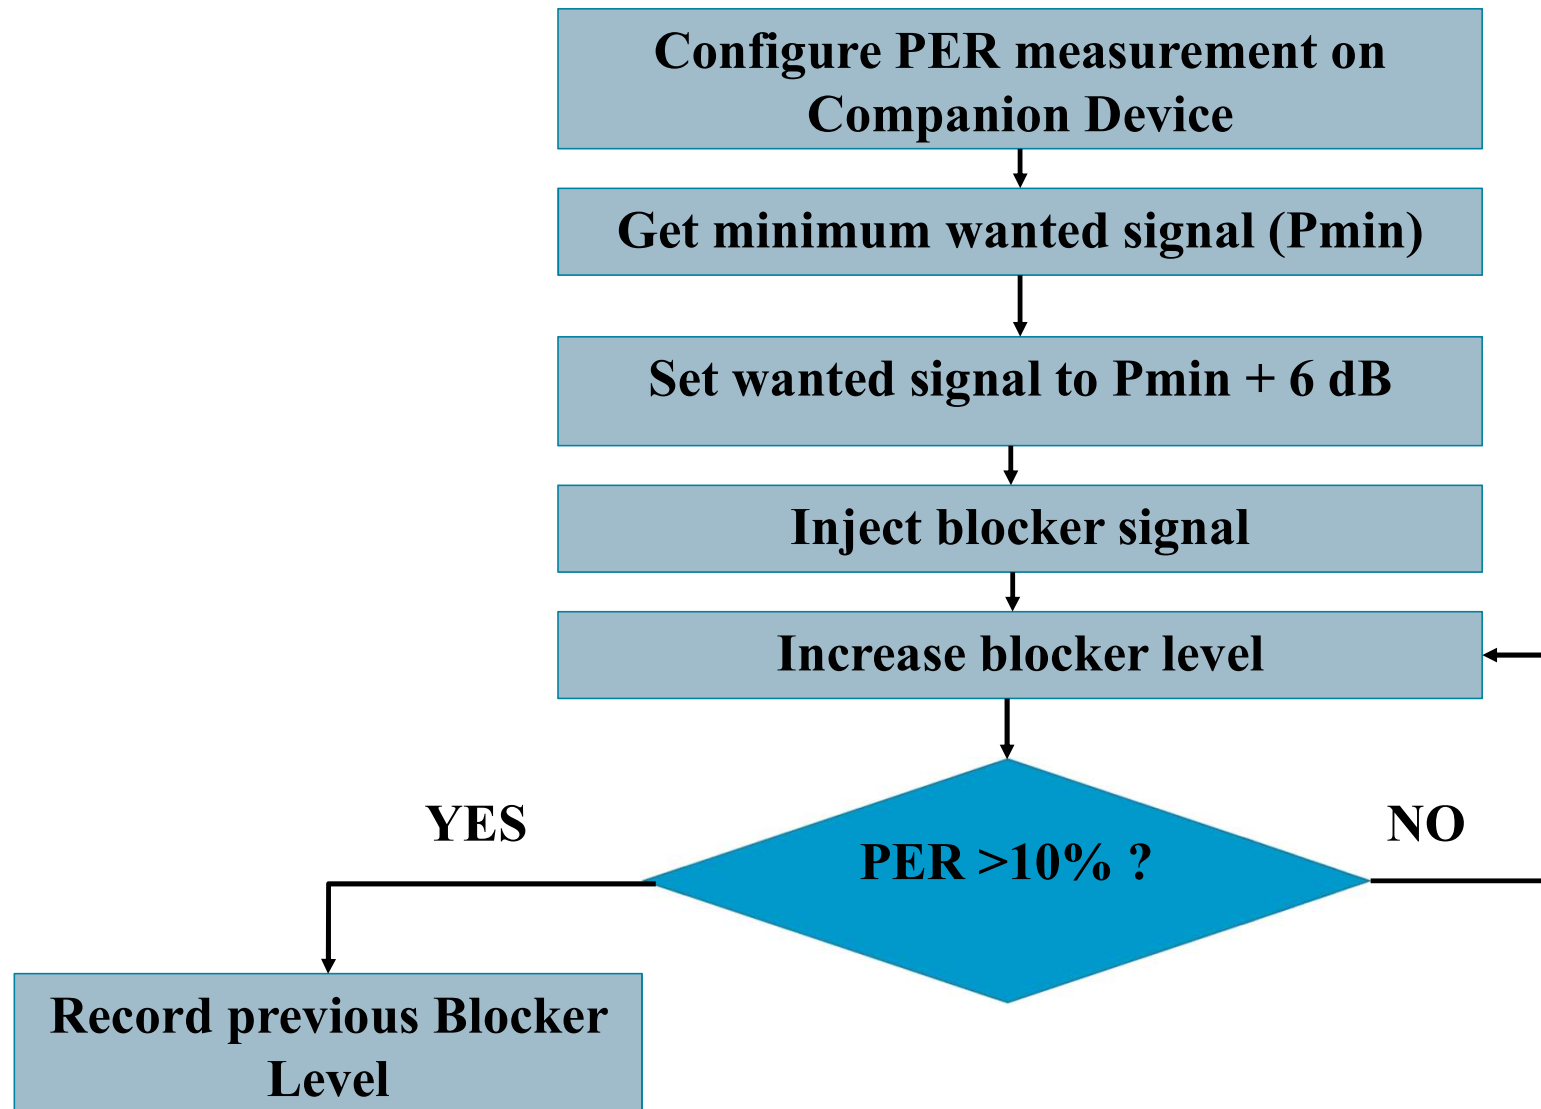 Configure PER measurement on
Companion Device
Get minimum wanted signal (Pmin)
Set wanted signal to Pmin + 6 dB
Inject blocker signal
Increase blocker level
YES
NO
PER >10% ?
Record previous Blocker
Level